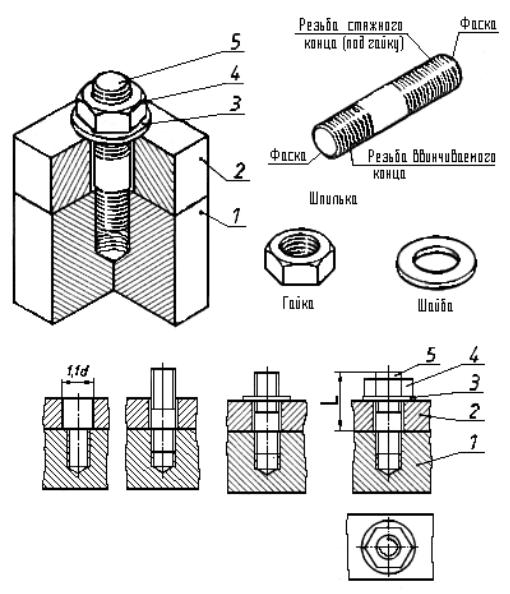 5
4
3
2
1
Резьба стяжного
конца (под гайку)
Фаска
Фаска
Резьба ввинчиваемого
конца
Шпилька
Гайка
Шайба
1,1d
L
5
4
3
2
1